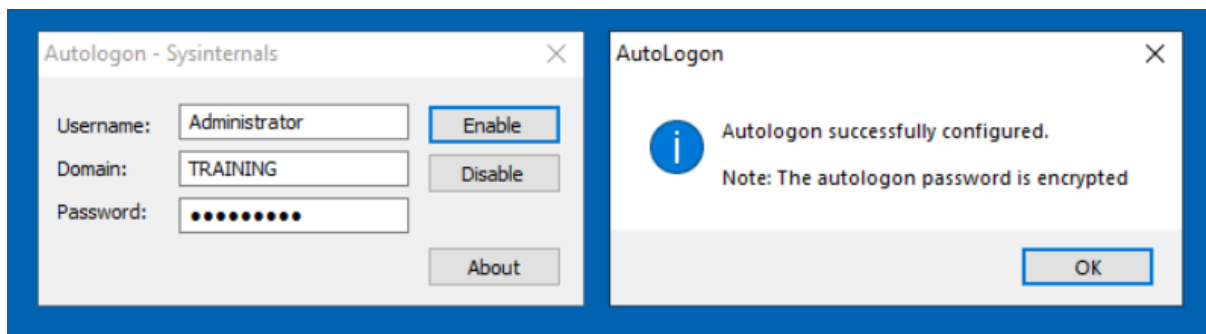 Autologon - Sysinternals
Username: Administrator Enable
Domain: TRAINING Disable
Password: ●●●●●●●●●
About
AutoLogon
Autologon successfully configured.
Note: The autologon password is encrypted
OK